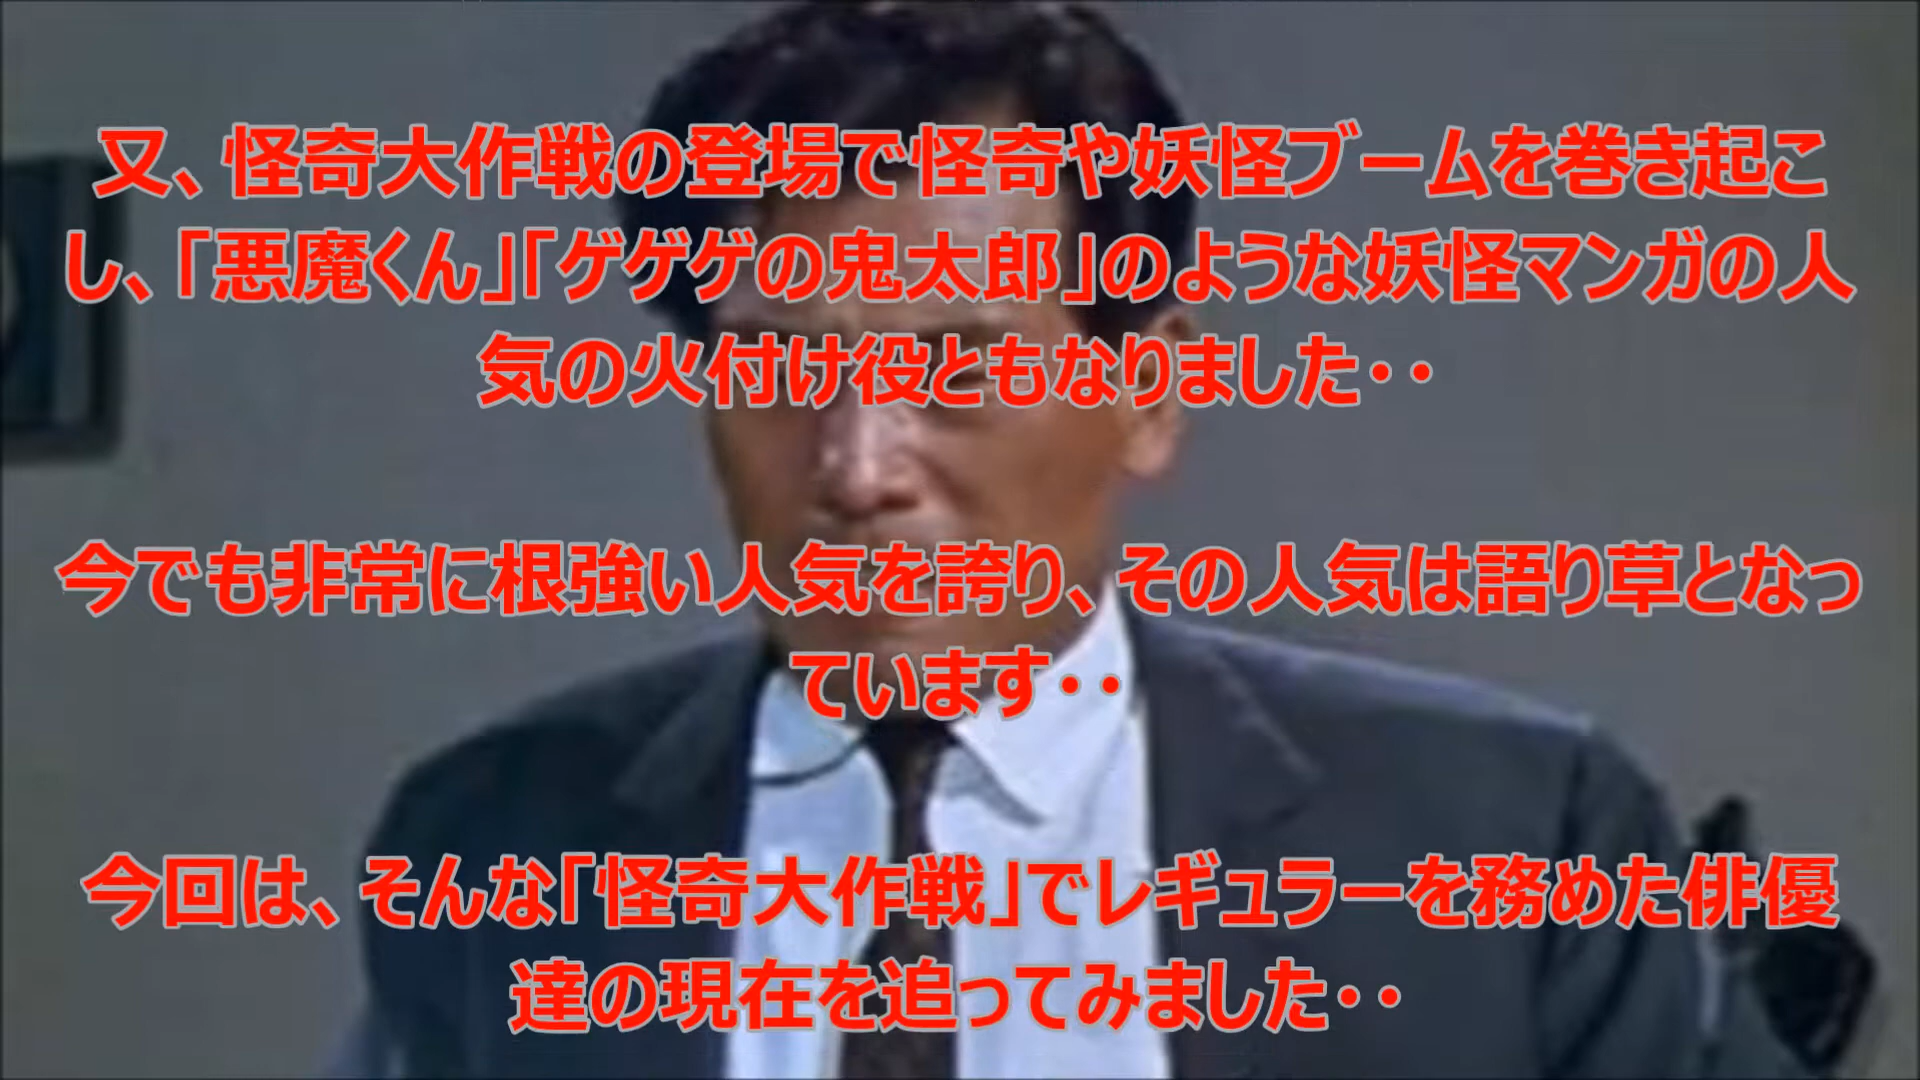 又、怪奇大作戦の登場で怪奇や妖怪ブームを巻き起こ
し、「悪魔くん」「ゲゲゲの鬼太郎」のような妖怪マンガの人
気の火付け役ともなりました‥
今でも非常に根強い人気を誇り、その人気は語り草となっ
ています‥
今回は、そんな「怪奇大作戦」でレギュラーを務めた俳優
達の現在を追ってみました‥